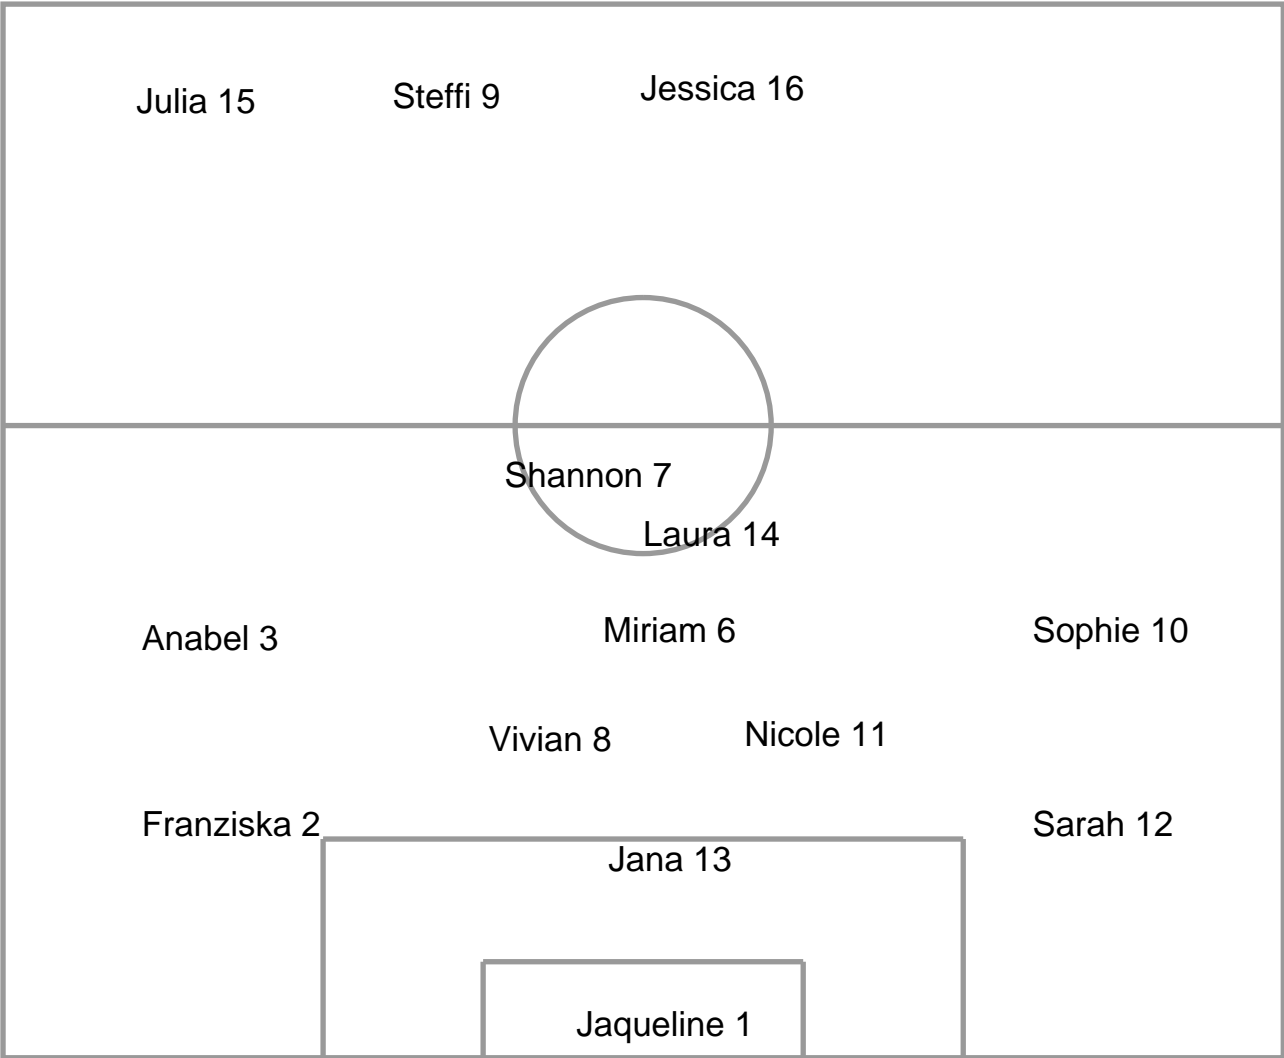 Julia 15
Steffi 9
Jessica 16
Shannon 7
Laura 14
Anabel 3
Miriam 6
Sophie 10
Vivian 8
Nicole 11
Franziska 2
Sarah 12
Jana 13
Jaqueline 1